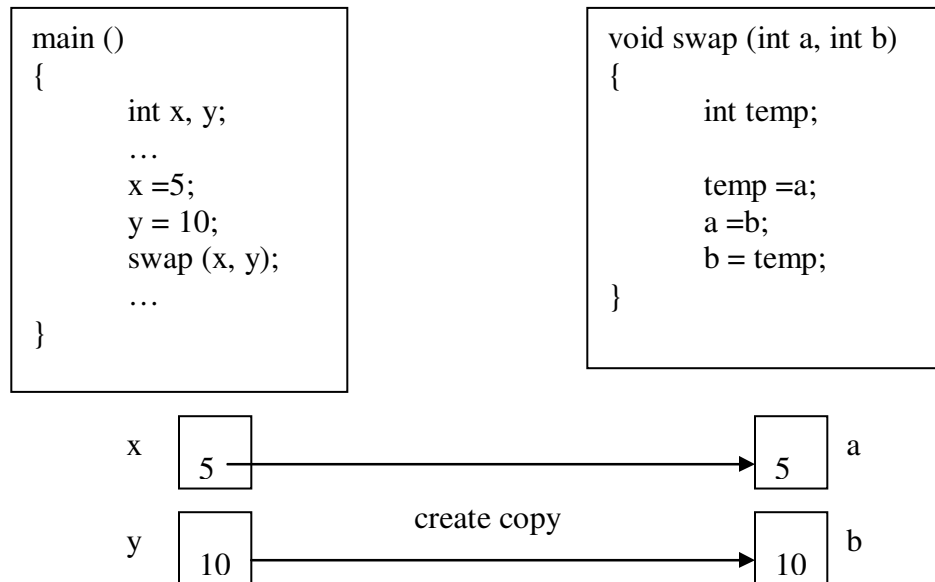 main ()
{
int x, y;
…
x =5;
y = 10;
swap (x, y);
…
}
void swap (int a, int b)
{
int temp;
temp =a;
a =b;
b = temp;
}
x 5 5 a
create copy
y 10 10 b